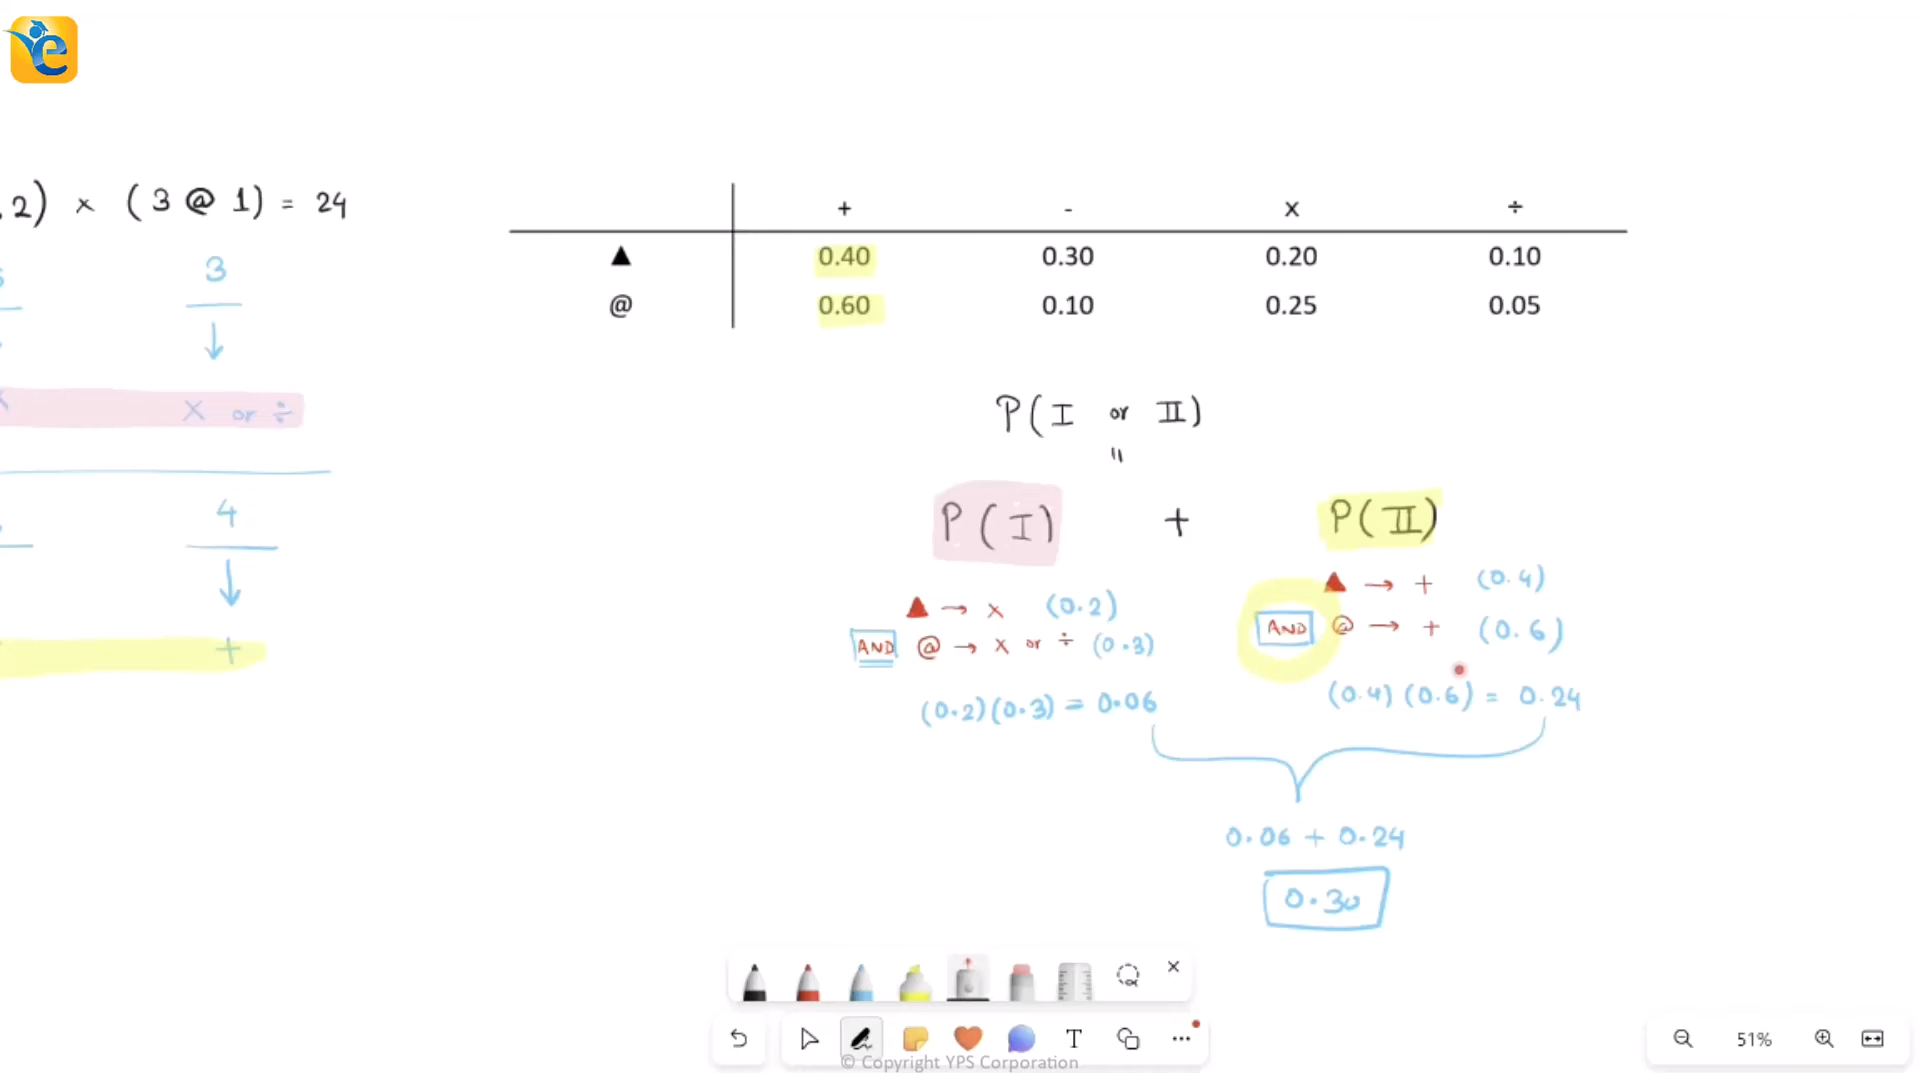 e
2) × (3 @ 1) = 24
3
× or ÷
4
+
+ - x ÷
▲ 0.40 0.30 0.20 0.10
@ 0.60 0.10 0.25 0.05
P(I or II)
"
P(I) + P(II)
▲ → × (0.2)
AND @ → × or ÷ (0.3)
(0.2)(0.3) = 0.06
▲ → + (0.4)
AND @ → + (0.6)
(0.4)(0.6) = 0.24
0.06 + 0.24
0.30
T
© Copyright YPS Corporation
51%